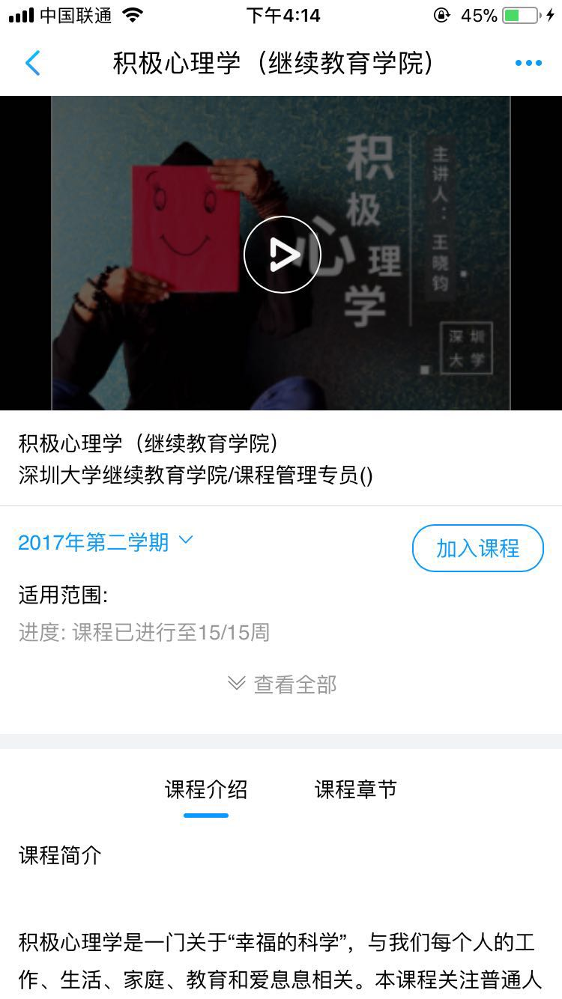 中国联通
下午4:14
45%
积极心理学（继续教育学院）
积极心理学
主讲人：王晓钧
深圳
大学
积极心理学（继续教育学院）
深圳大学继续教育学院/课程管理专员()
2017年第二学期
加入课程
适用范围:
进度: 课程已进行至15/15周
查看全部
课程介绍
课程章节
课程简介
积极心理学是一门关于“幸福的科学”，与我们每个人的工
作、生活、家庭、教育和爱息息相关。本课程关注普通人